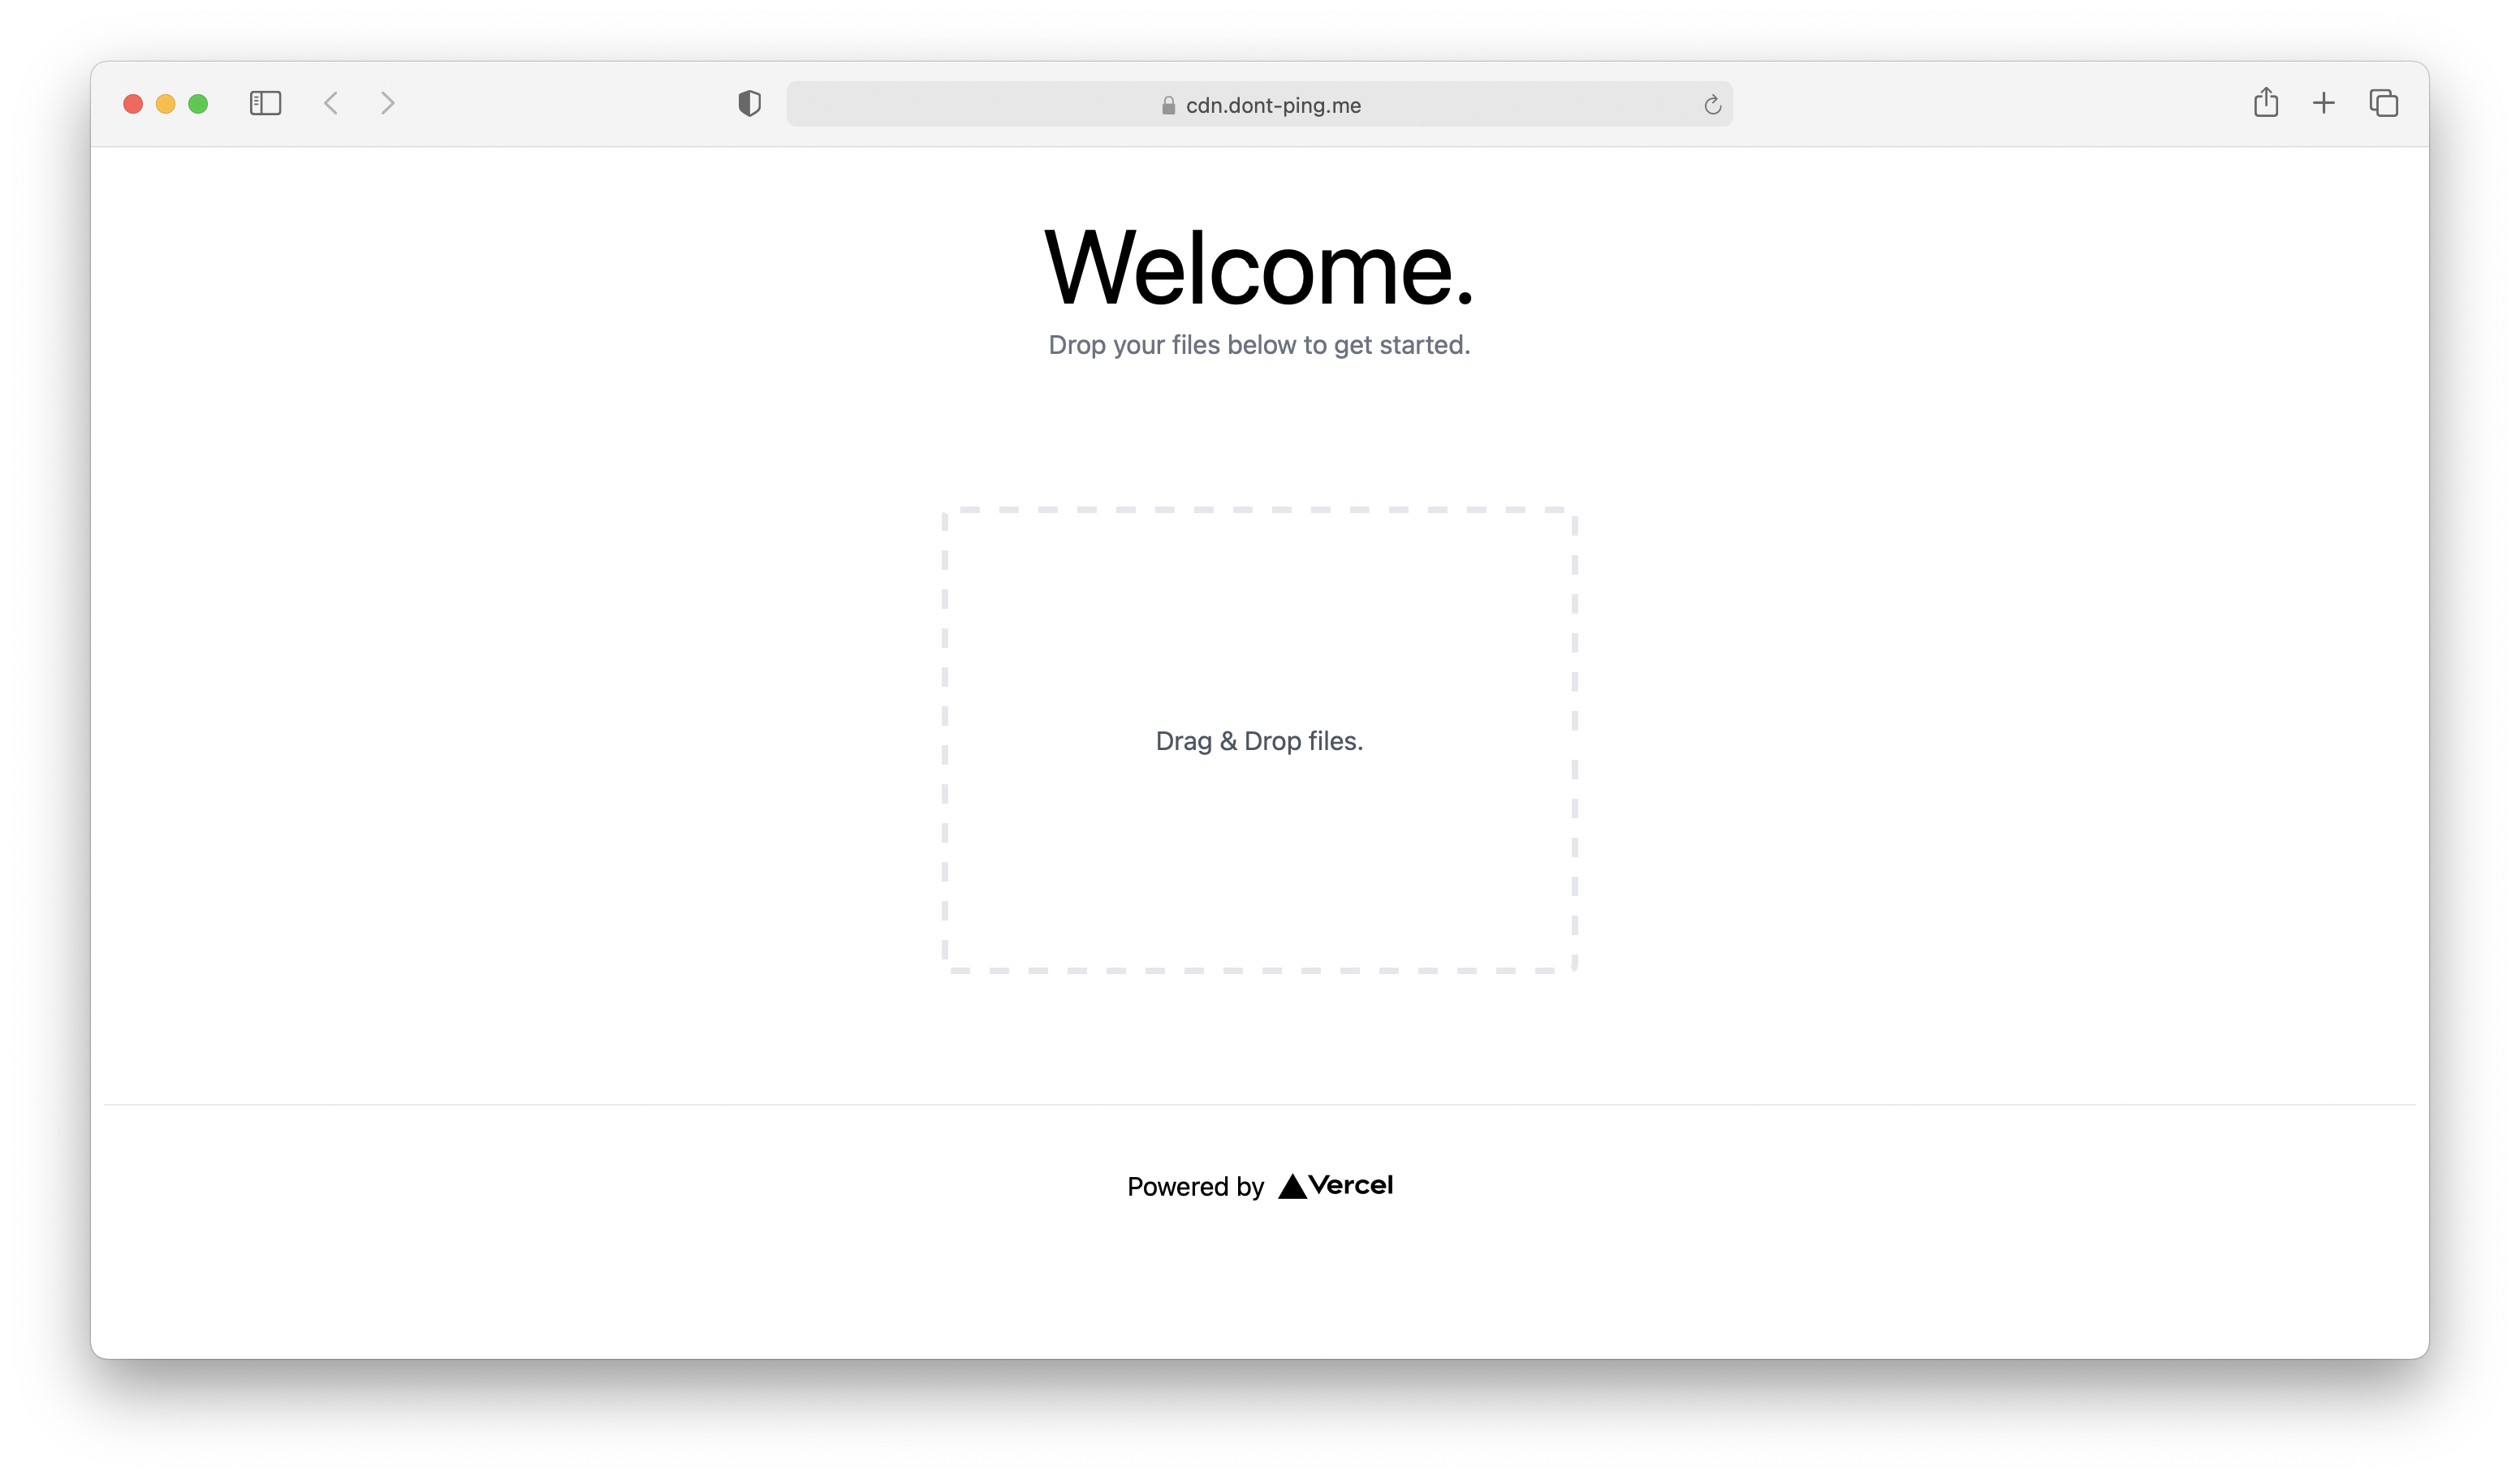 cdn.dont-ping.me
Welcome.
Drop your files below to get started.
Drag & Drop files.
Powered by Vercel